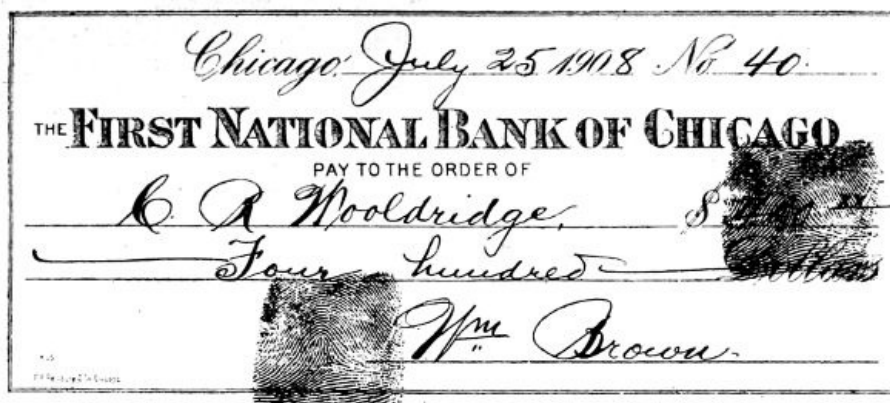 Chicago. July 25 1908 No. 40
THE FIRST NATIONAL BANK OF CHICAGO
PAY TO THE ORDER OF
C. R Wooldridge, $
Four hundred Dollars
Wm Brown.